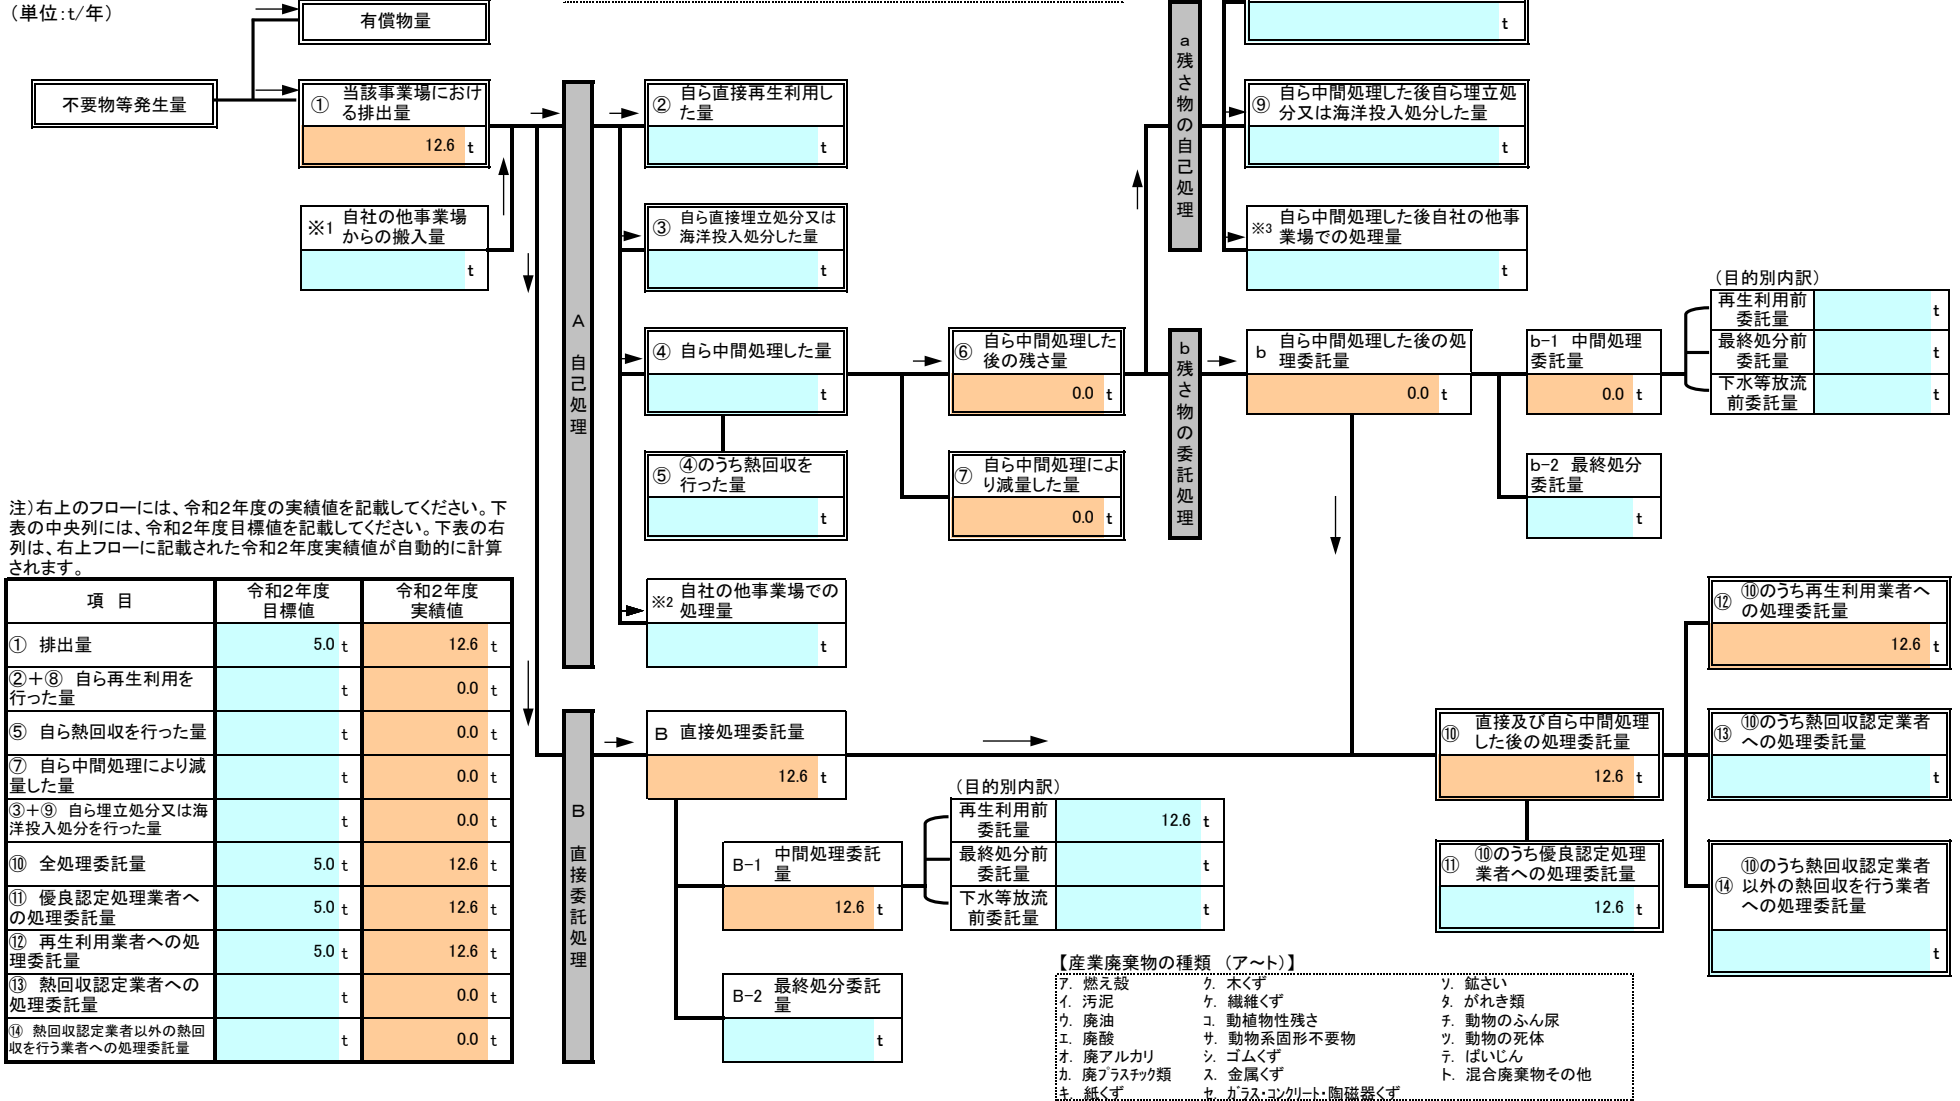 （単位：t/年）
有償物量
不要物等発生量
①
当該事業場におけ
る排出量
12.6 t
※1
自社の他事業場
からの搬入量
t
A
自己処理
②
自ら直接再生利用し
た量
t
③
自ら直接埋立処分又は
海洋投入処分した量
t
④ 自ら中間処理した量
t
⑤
④のうち熱回収を
行った量
t
※2
自社の他事業場での
処理量
t
⑥
自ら中間処理した
後の残さ量
0.0 t
⑦
自ら中間処理によ
り減量した量
0.0 t
a
残さ物の自己処理
t
⑨
自ら中間処理した後自ら埋立処
分又は海洋投入処分した量
t
※3
自ら中間処理した後自社の他事
業場での処理量
t
b
残さ物の委託処理
b
自ら中間処理した後の処
理委託量
0.0 t
b-1 中間処理
委託量
0.0 t
b-2 最終処分
委託量
t
（目的別内訳）
再生利用前
委託量
t
最終処分前
委託量
t
下水等放流
前委託量
t
注）右上のフローには、令和２年度の実績値を記載してください。下
表の中央列には、令和２年度目標値を記載してください。下表の右
列は、右上フローに記載された令和２年度実績値が自動的に計算
されます。
項 目
令和２年度
目標値
令和２年度
実績値
① 排出量
5.0 t 12.6 t
②＋⑧ 自ら再生利用を
行った量
t 0.0 t
⑤ 自ら熱回収を行った量
t 0.0 t
⑦ 自ら中間処理により減
量した量
t 0.0 t
③＋⑨ 自ら埋立処分又は海
洋投入処分を行った量
t 0.0 t
⑩ 全処理委託量
5.0 t 12.6 t
⑪ 優良認定処理業者へ
の処理委託量
5.0 t 12.6 t
⑫ 再生利用業者への処
理委託量
5.0 t 12.6 t
⑬ 熱回収認定業者への
処理委託量
t 0.0 t
⑭ 熱回収認定業者以外の熱回
収を行う業者への処理委託量
t 0.0 t
B
直接委託処理
B 直接処理委託量
12.6 t
B-1
中間処理委託
量
12.6 t
B-2
最終処分委託
量
t
（目的別内訳）
再生利用前
委託量
12.6 t
最終処分前
委託量
t
下水等放流
前委託量
t
⑩
直接及び自ら中間処理
した後の処理委託量
12.6 t
⑪
⑩のうち優良認定処理
業者への処理委託量
12.6 t
⑫
⑩のうち再生利用業者へ
の処理委託量
12.6 t
⑬
⑩のうち熱回収認定業者
への処理委託量
t
⑭
⑩のうち熱回収認定業者
以外の熱回収を行う業者
への処理委託量
t
【産業廃棄物の種類 （ア～ト）】
ア. 燃え殻
イ. 汚泥
ウ. 廃油
エ. 廃酸
オ. 廃アルカリ
カ. 廃プラスチック類
キ. 紙くず
ク. 木くず
ケ. 繊維くず
コ. 動植物性残さ
サ. 動物系固形不要物
シ. ゴムくず
ス. 金属くず
セ. ガラス・コンクリート・陶磁器くず
ソ. 鉱さい
タ. がれき類
チ. 動物のふん尿
ツ. 動物の死体
テ. ばいじん
ト. 混合廃棄物その他